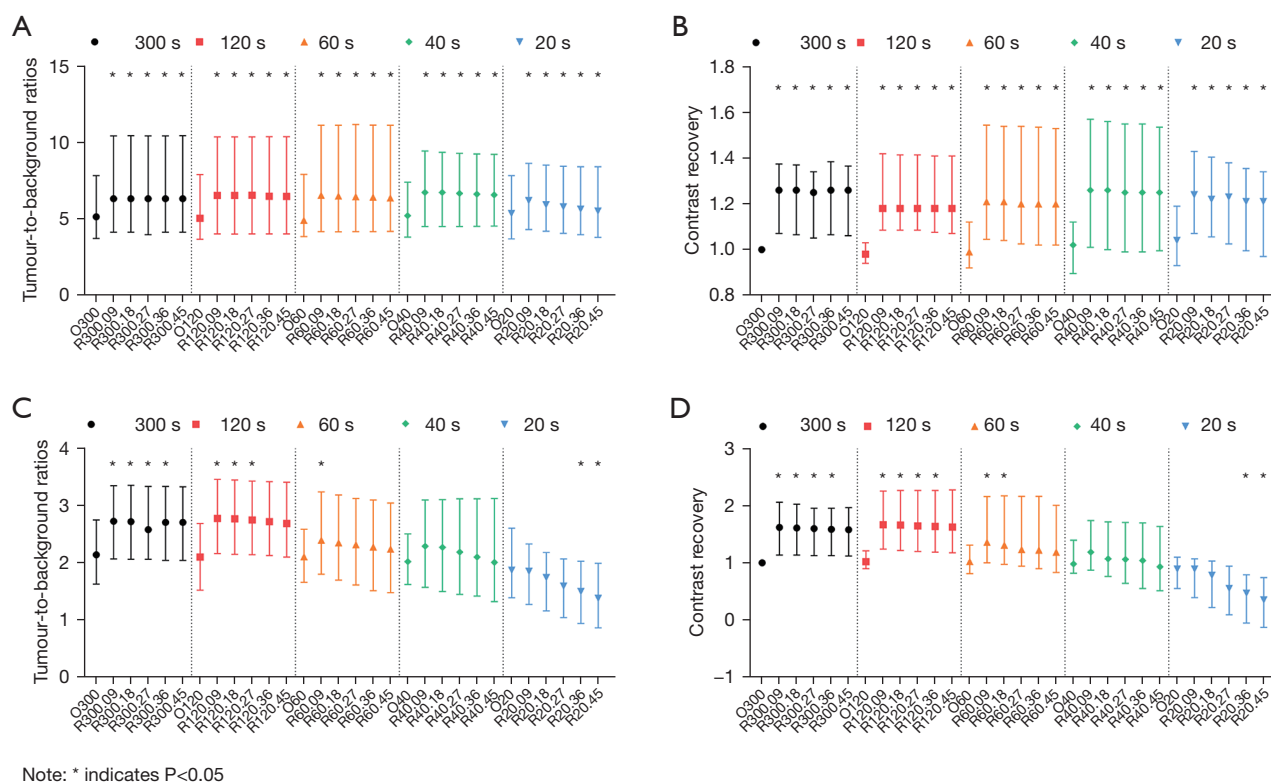 A
300 s 120 s 60 s 40 s 20 s
Tumour-to-background ratios
15
10
5
0
O300 R300.09 R300.18 R300.27 R300.36 R300.45 O120 R120.09 R120.18 R120.27 R120.36 R120.45 O60 R60.09 R60.18 R60.27 R60.36 R60.45 O40 R40.09 R40.18 R40.27 R40.36 R40.45 O20 R20.09 R20.18 R20.27 R20.36 R20.45
B
300 s 120 s 60 s 40 s 20 s
Contrast recovery
1.8
1.6
1.4
1.2
1.0
0.8
O300 R300.09 R300.18 R300.27 R300.36 R300.45 O120 R120.09 R120.18 R120.27 R120.36 R120.45 O60 R60.09 R60.18 R60.27 R60.36 R60.45 O40 R40.09 R40.18 R40.27 R40.36 R40.45 O20 R20.09 R20.18 R20.27 R20.36 R20.45
C
300 s 120 s 60 s 40 s 20 s
Tumour-to-background ratios
4
3
2
1
0
O300 R300.09 R300.18 R300.27 R300.36 R300.45 O120 R120.09 R120.18 R120.27 R120.36 R120.45 O60 R60.09 R60.18 R60.27 R60.36 R60.45 O40 R40.09 R40.18 R40.27 R40.36 R40.45 O20 R20.09 R20.18 R20.27 R20.36 R20.45
D
300 s 120 s 60 s 40 s 20 s
Contrast recovery
3
2
1
0
−1
O300 R300.09 R300.18 R300.27 R300.36 R300.45 O120 R120.09 R120.18 R120.27 R120.36 R120.45 O60 R60.09 R60.18 R60.27 R60.36 R60.45 O40 R40.09 R40.18 R40.27 R40.36 R40.45 O20 R20.09 R20.18 R20.27 R20.36 R20.45
Note: * indicates P<0.05